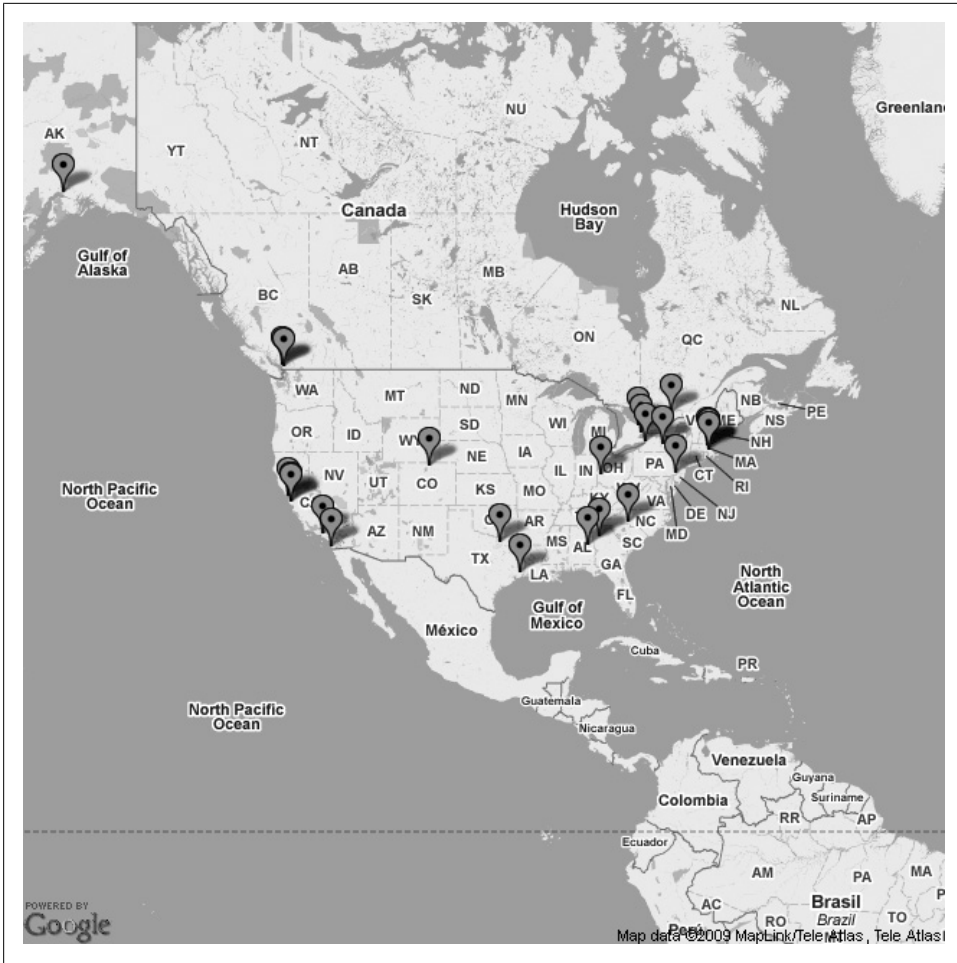 Greenland
NU
AK
NT
YT
Canada
Hudson
Bay
Gulf of
Alaska
AB
MB
BC
SK
NL
ON
QC
WA
MT
ND
MN
NB
PE
OR
ID
SD
WI
MI
ME
NS
WY
NH
NV
NE
IA
IL
IN
OH
PA
MA
UT
CO
CT
RI
North Pacific
Ocean
KS
MO
KY
VA
DE
NJ
AZ
NM
AR
NC
MD
TX
MS
AL
SC
LA
GA
North
Atlantic
Ocean
FL
Gulf of
Mexico
México
Cuba
PR
Guatemala
North Pacific
Ocean
Nicaragua
Venezuela
Guyana
Colombia
Suriname
RR
AP
Ecuador
AM
PA
MA
AC
Brasil
Brazil
TO
RO
Perú
POWERED BY
Google
Map data ©2009 MapLink/Tele Atlas, Tele Atlas